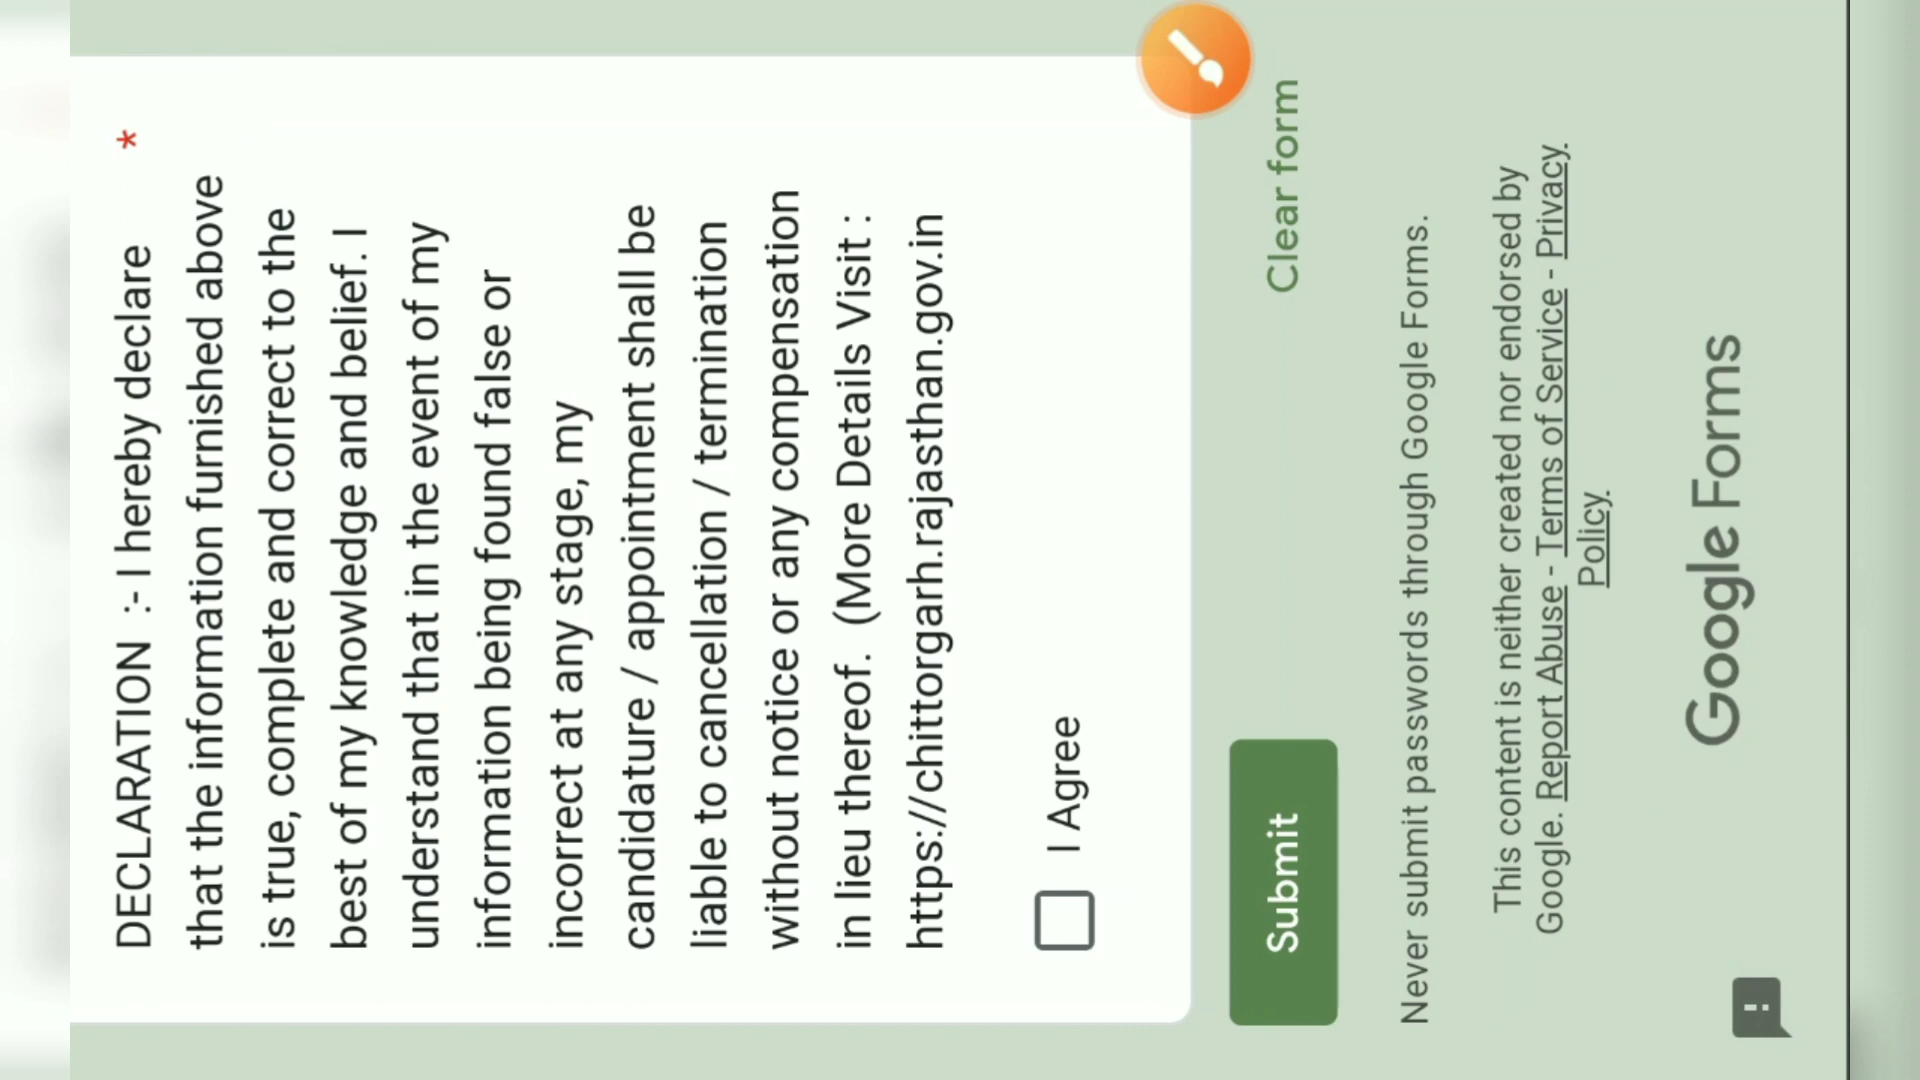 DECLARATION :- I hereby declare *
that the information furnished above
is true, complete and correct to the
best of my knowledge and belief. I
understand that in the event of my
information being found false or
incorrect at any stage, my
candidature / appointment shall be
liable to cancellation / termination
without notice or any compensation
in lieu thereof. (More Details Visit :
https://chittorgarh.rajasthan.gov.in
I Agree
Submit
Clear form
Never submit passwords through Google Forms.
This content is neither created nor endorsed by
Google. Report Abuse - Terms of Service - Privacy
Policy.
Google Forms